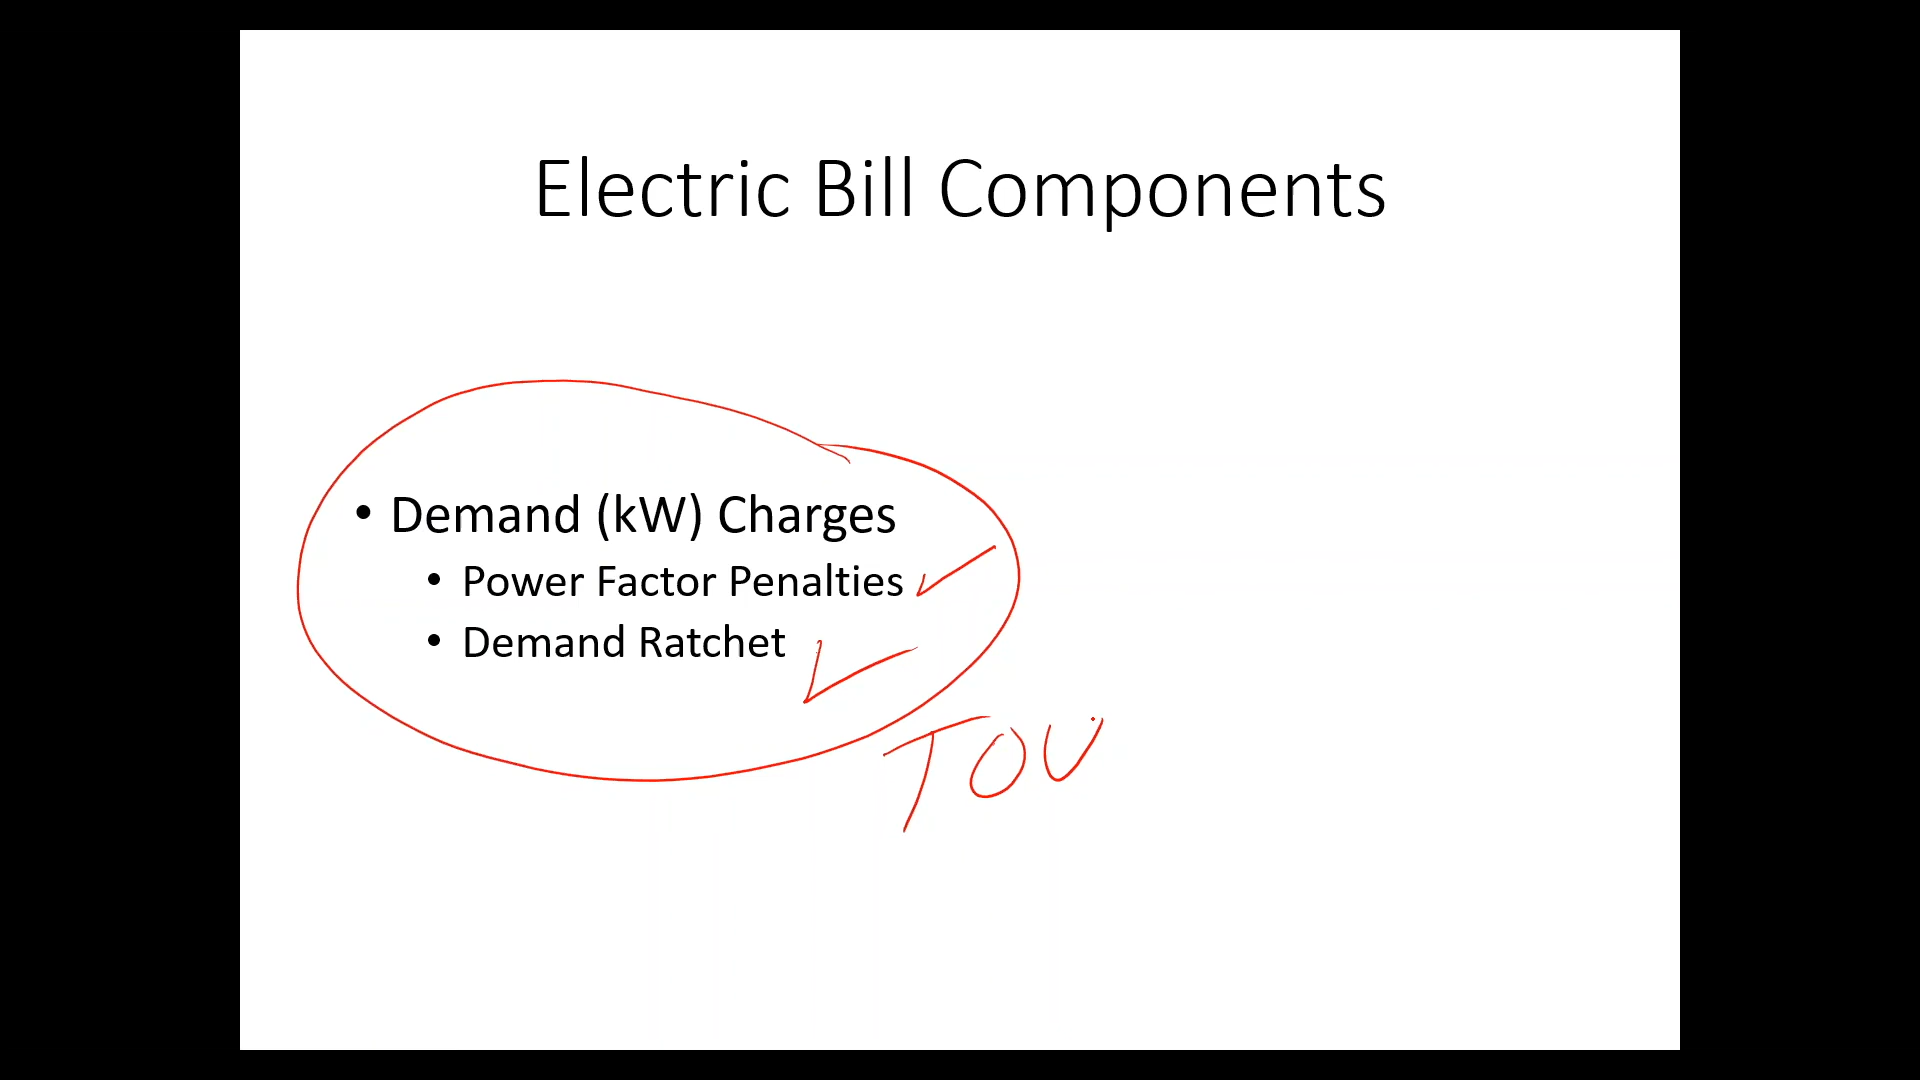 Electric Bill Components
• Demand (kW) Charges
• Power Factor Penalties
• Demand Ratchet
TOU